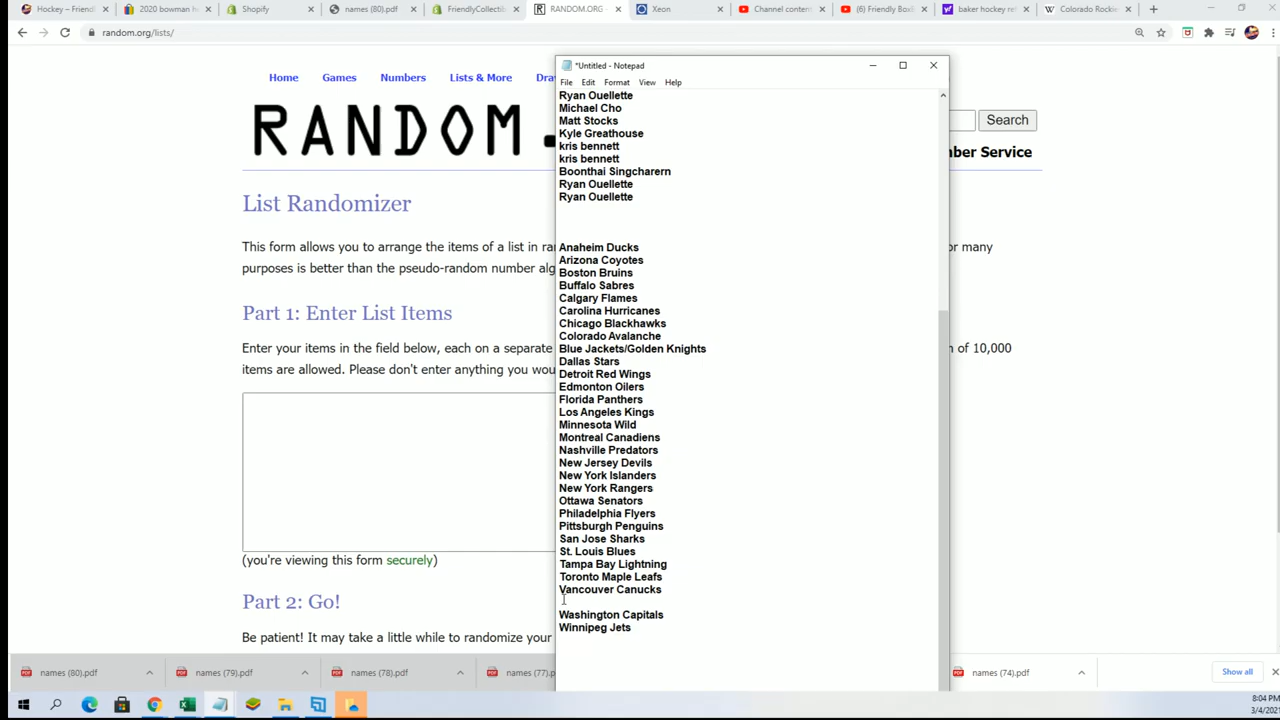 Hockey – Friendl
2020 bowman h
Shopify
names (80).pdf
FriendlyCollectib
RANDOM.ORG
Xeon
Channel content
(6) Friendly Box
baker hockey re
Colorado Rockie
random.org/lists/
Home
Games
Numbers
Lists & More
Dra
RANDOM.
Search
ber Service
List Randomizer
This form allows you to arrange the items of a list in ra
or many
purposes is better than the pseudo-random number alg
Part 1: Enter List Items
Enter your items in the field below, each on a separate
n of 10,000
items are allowed. Please don't enter anything you wou
(you're viewing this form securely)
Part 2: Go!
Be patient! It may take a little while to randomize your
*Untitled - Notepad
File Edit Format View Help
Ryan Ouellette
Michael Cho
Matt Stocks
Kyle Greathouse
kris bennett
kris bennett
Boonthai Singcharern
Ryan Ouellette
Ryan Ouellette
Anaheim Ducks
Arizona Coyotes
Boston Bruins
Buffalo Sabres
Calgary Flames
Carolina Hurricanes
Chicago Blackhawks
Colorado Avalanche
Blue Jackets/Golden Knights
Dallas Stars
Detroit Red Wings
Edmonton Oilers
Florida Panthers
Los Angeles Kings
Minnesota Wild
Montreal Canadiens
Nashville Predators
New Jersey Devils
New York Islanders
New York Rangers
Ottawa Senators
Philadelphia Flyers
Pittsburgh Penguins
San Jose Sharks
St. Louis Blues
Tampa Bay Lightning
Toronto Maple Leafs
Vancouver Canucks
Washington Capitals
Winnipeg Jets
names (80).pdf
names (79).pdf
names (78).pdf
names (77).p
names (74).pdf
Show all
8:04 PM
3/4/202